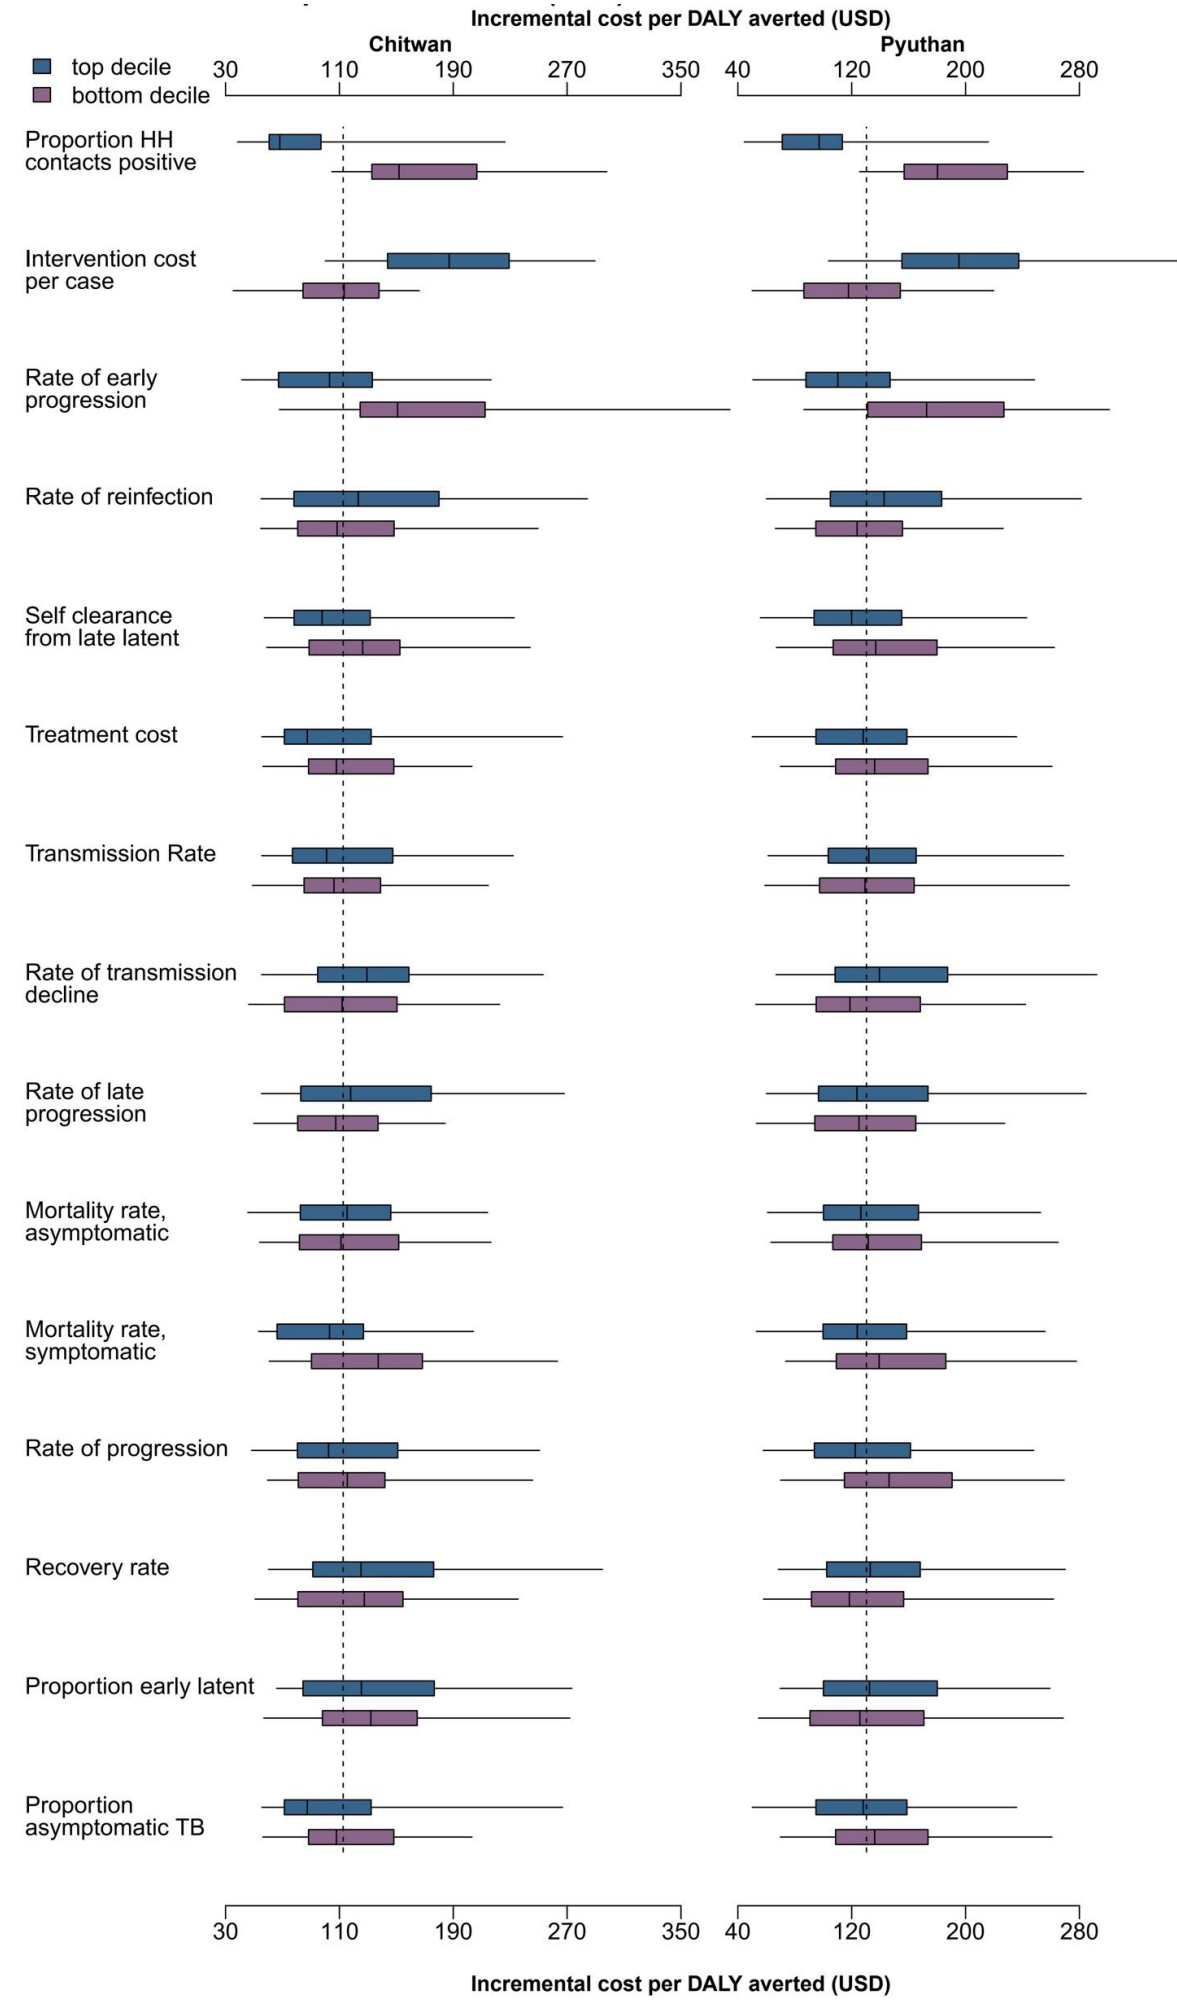 Incremental cost per DALY averted (USD)
Chitwan Pyuthan
top decile
bottom decile
30 110 190 270 350 40 120 200 280
Proportion HH
contacts positive
Intervention cost
per case
Rate of early
progression
Rate of reinfection
Self clearance
from late latent
Treatment cost
Transmission Rate
Rate of transmission
decline
Rate of late
progression
Mortality rate,
asymptomatic
Mortality rate,
symptomatic
Rate of progression
Recovery rate
Proportion early latent
Proportion
asymptomatic TB
30 110 190 270 350 40 120 200 280
Incremental cost per DALY averted (USD)